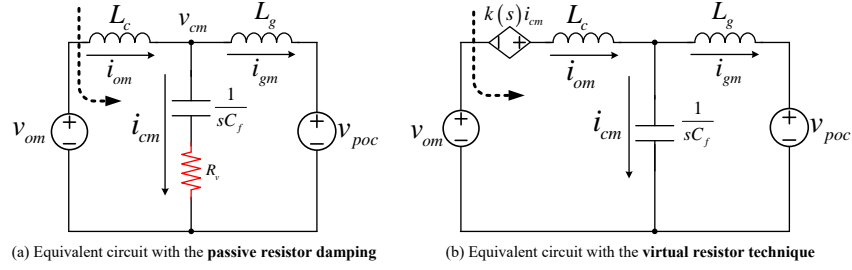 L_c v_cm L_g
i_om i_gm
1
sC_f
v_om + − i_cm + − v_poc
R_v
(a) Equivalent circuit with the passive resistor damping
k(s)i_cm L_c L_g
− +
i_om i_gm
1
sC_f
v_om + − i_cm + − v_poc
(b) Equivalent circuit with the virtual resistor technique